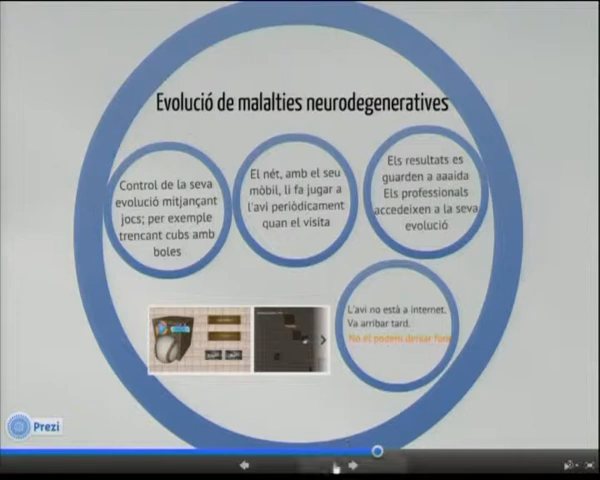 Evolució de malalties neurodegeneratives
Control de la seva
evolució mitjançant
jocs; per exemple
trencant cubs amb
boles
El nét, amb el seu
mòbil, li fa jugar a
l'avi periòdicament
quan el visita
Els resultats es
guarden a aaaida
Els professionals
accedeixen a la seva
evolució
L'avi no està a internet.
Va arribar tard.
No el podem deixar fora
Prezi